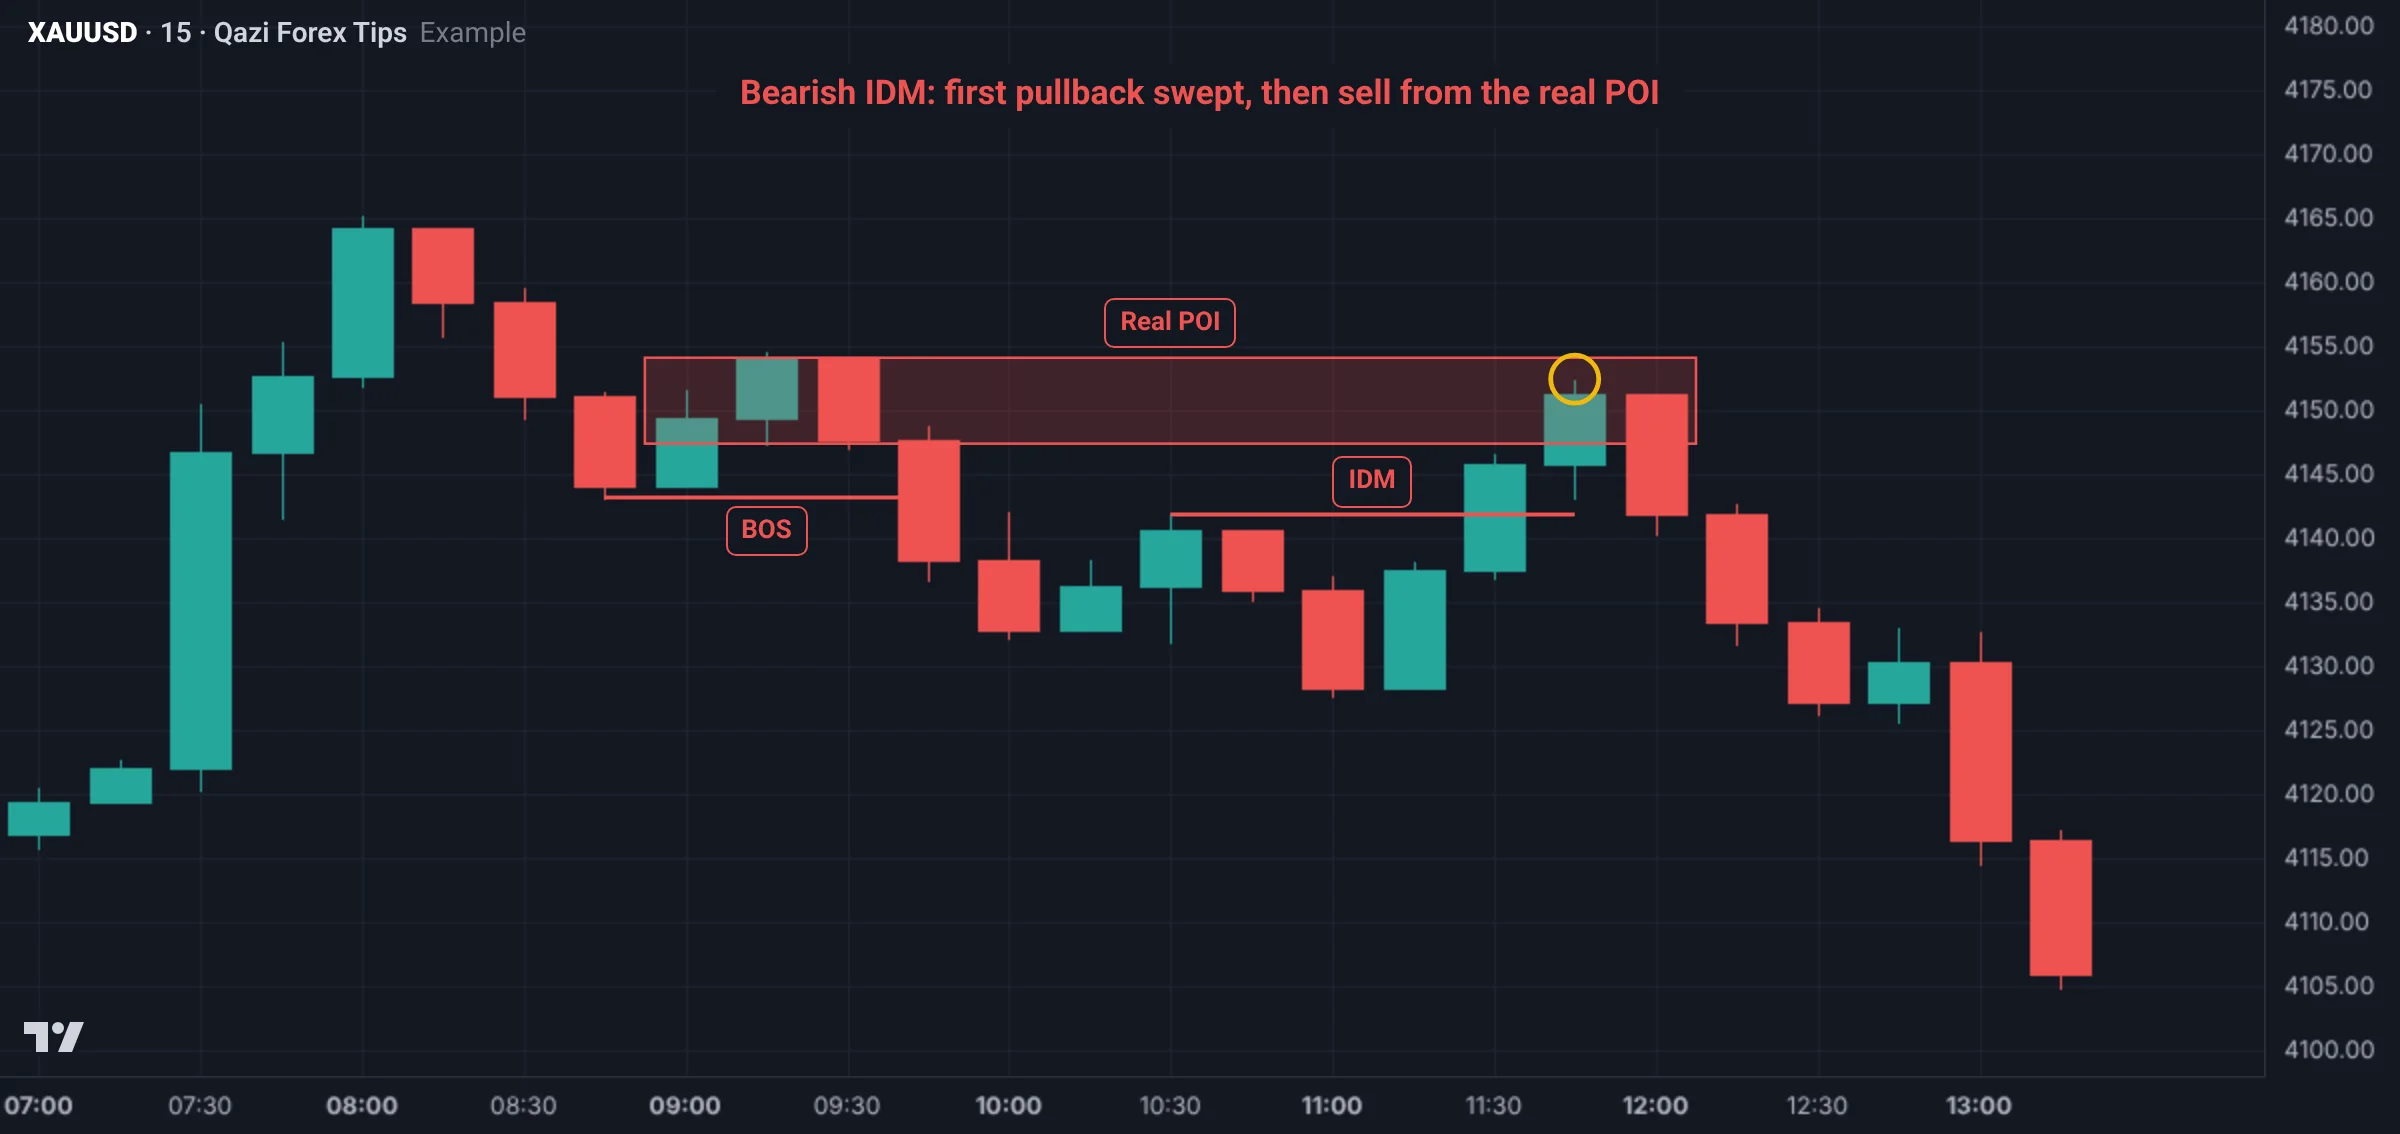 XAUUSD · 15 · Qazi Forex Tips Example
Bearish IDM: first pullback swept, then sell from the real POI
Real POI
IDM
BOS
4180.00
4175.00
4170.00
4165.00
4160.00
4155.00
4150.00
4145.00
4140.00
4135.00
4130.00
4125.00
4120.00
4115.00
4110.00
4105.00
4100.00
07:00 07:30 08:00 08:30 09:00 09:30 10:00 10:30 11:00 11:30 12:00 12:30 13:00